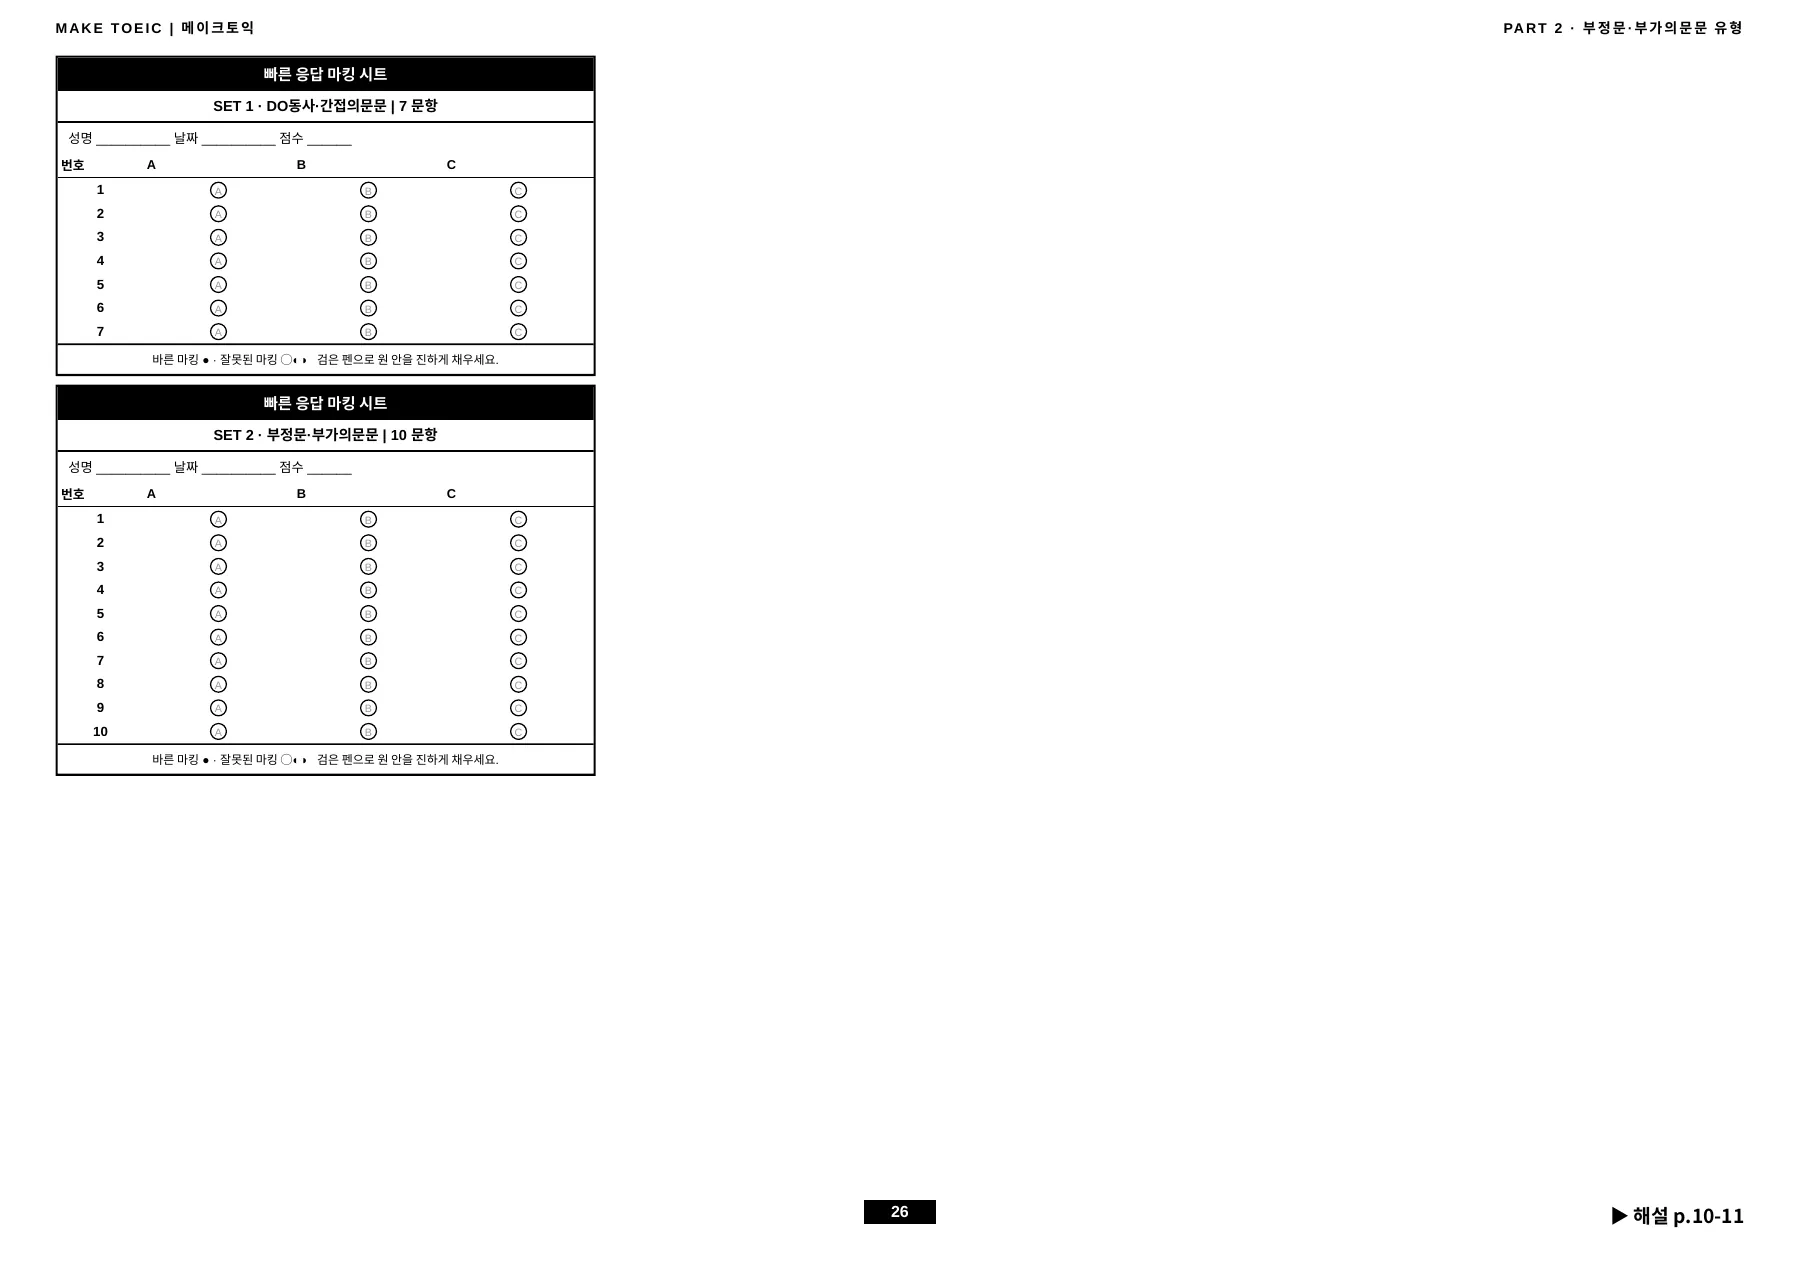 MAKE TOEIC | 메이크토익
PART 2 · 부정문·부가의문문 유형
빠른 응답 마킹 시트
SET 1 · DO동사·간접의문문 | 7 문항
성명 __________ 날짜 __________ 점수 ______
번호 A B C
1 A B C
2 A B C
3 A B C
4 A B C
5 A B C
6 A B C
7 A B C
바른 마킹 ● · 잘못된 마킹 ◯◖◗ 검은 펜으로 원 안을 진하게 채우세요.
빠른 응답 마킹 시트
SET 2 · 부정문·부가의문문 | 10 문항
성명 __________ 날짜 __________ 점수 ______
번호 A B C
1 A B C
2 A B C
3 A B C
4 A B C
5 A B C
6 A B C
7 A B C
8 A B C
9 A B C
10 A B C
바른 마킹 ● · 잘못된 마킹 ◯◖◗ 검은 펜으로 원 안을 진하게 채우세요.
26
▶ 해설 p.10-11